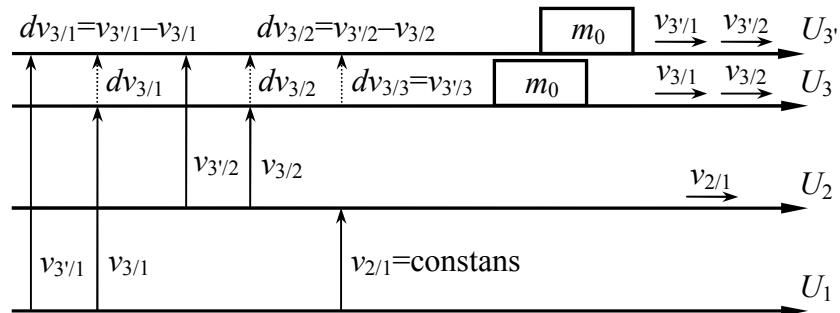 dv3/1=v3'/1–v3/1 dv3/2=v3'/2–v3/2 m0 v3'/1 v3'/2 U3'
dv3/1 dv3/2 dv3/3=v3'/3 m0 v3/1 v3/2 U3
v3'/2 v3/2 v2/1 U2
v3'/1 v3/1 v2/1=constans U1